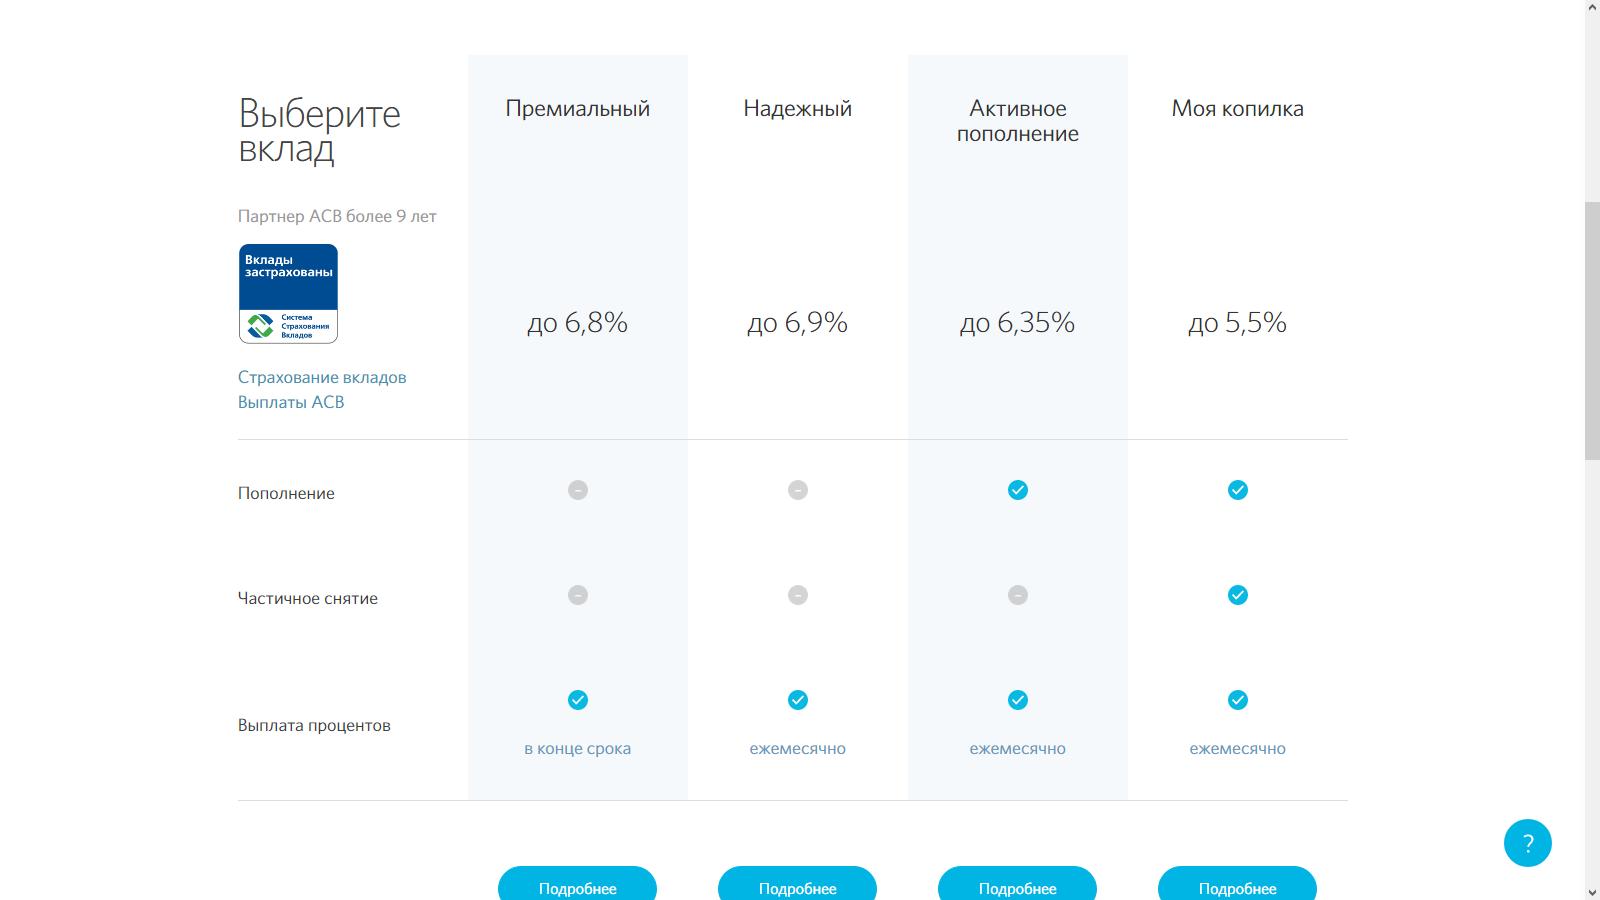 Выберите
вклад
Партнер АСВ более 9 лет
Вклады
застрахованы
Система
Страхования
Вкладов
Страхование вкладов
Выплаты АСВ
Премиальный
Надежный
Активное
пополнение
Моя копилка
до 6,8%
до 6,9%
до 6,35%
до 5,5%
Пополнение
Частичное снятие
Выплата процентов
в конце срока
ежемесячно
ежемесячно
ежемесячно
Подробнее
Подробнее
Подробнее
Подробнее
?